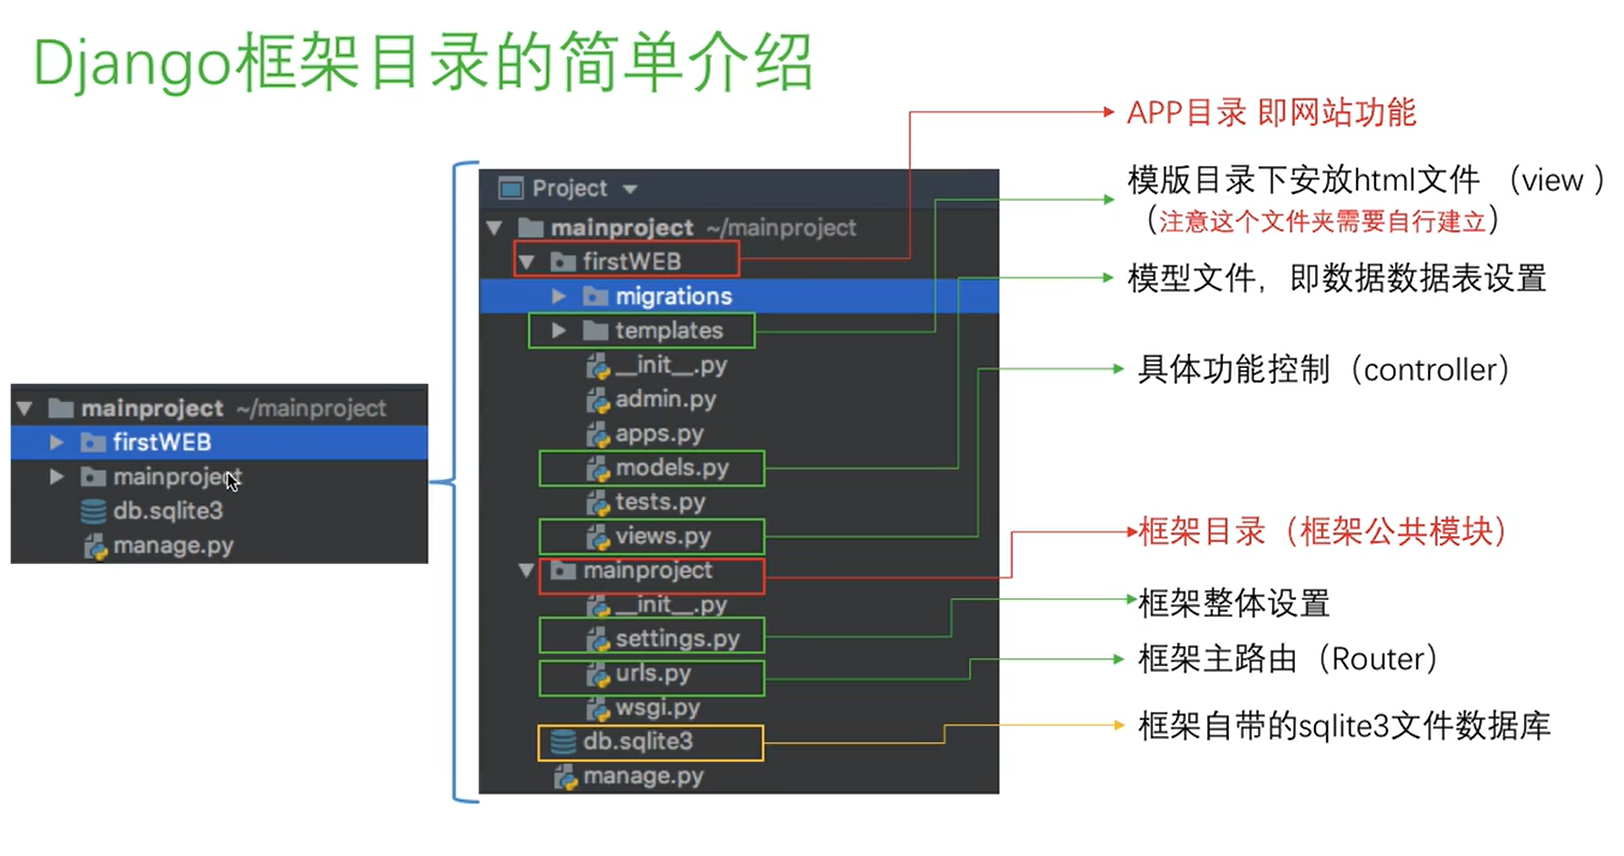 Django框架目录的简单介绍
mainproject ~/mainproject
firstWEB
mainproject
db.sqlite3
manage.py
Project
mainproject ~/mainproject
firstWEB
migrations
templates
__init__.py
admin.py
apps.py
models.py
tests.py
views.py
mainproject
__init__.py
settings.py
urls.py
wsgi.py
db.sqlite3
manage.py
APP目录 即网站功能
模版目录下安放html文件 （view ）
（注意这个文件夹需要自行建立）
模型文件，即数据数据表设置
具体功能控制（controller）
框架目录（框架公共模块）
框架整体设置
框架主路由（Router）
框架自带的sqlite3文件数据库